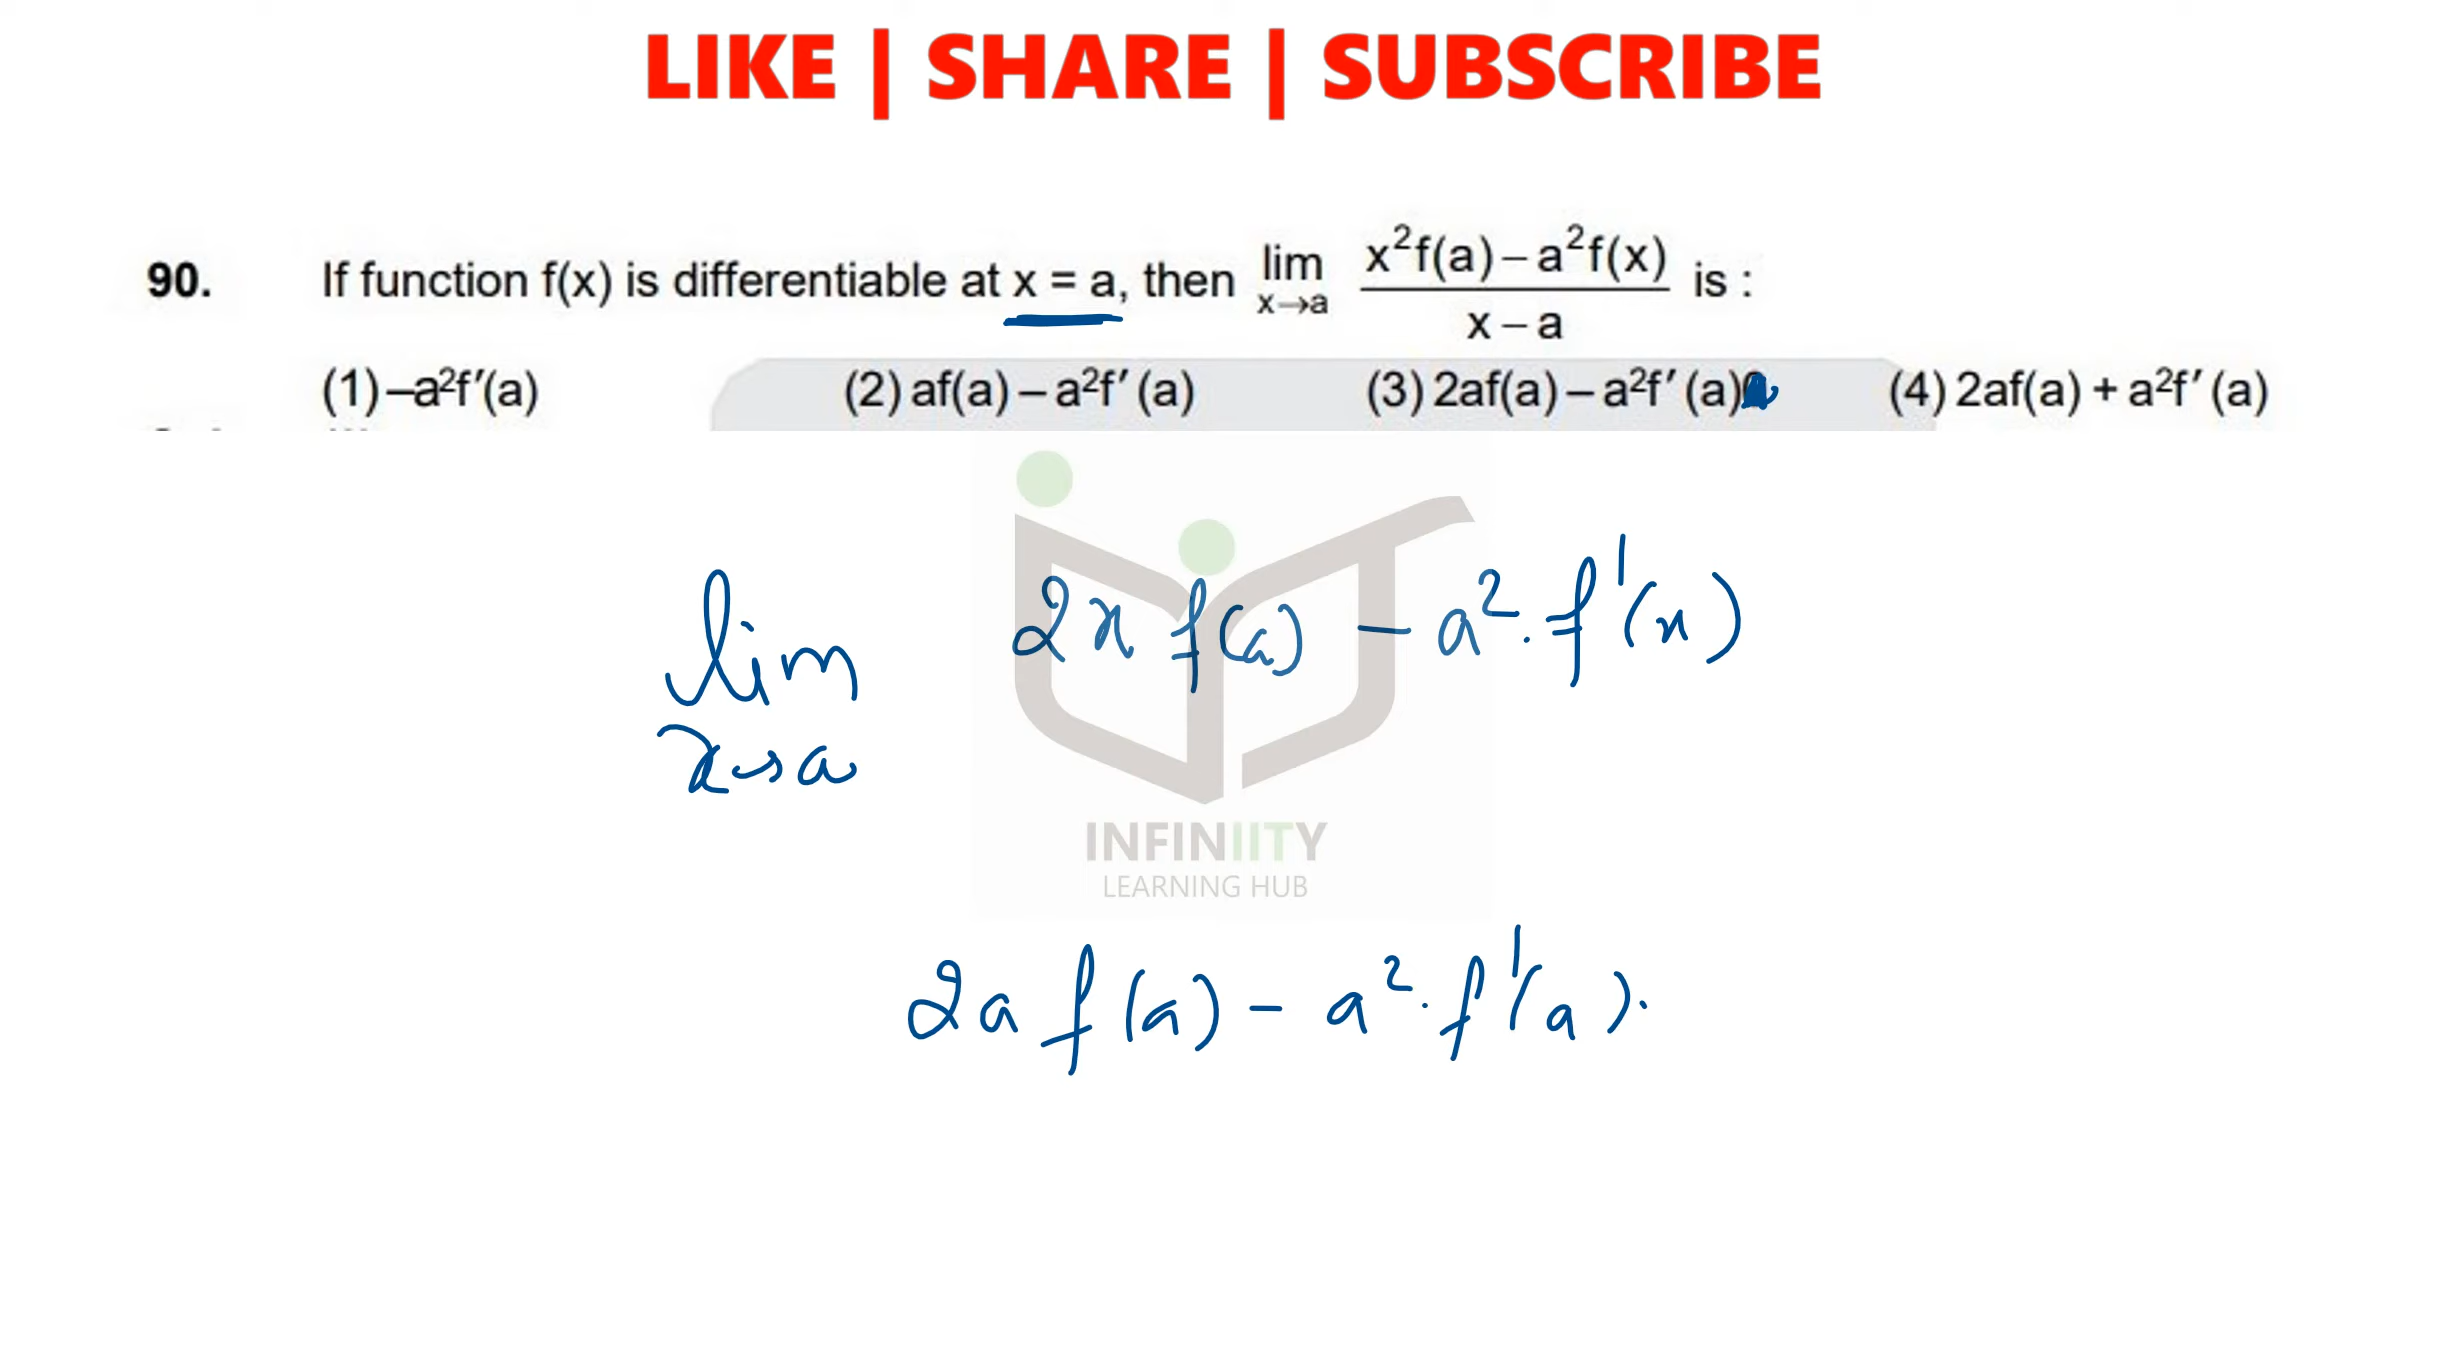 LIKE | SHARE | SUBSCRIBE
90. If function f(x) is differentiable at x = a, then lim x→a (x²f(a) – a²f(x))/(x – a) is :
(1) –a²f′(a) (2) af(a) – a²f′ (a) (3) 2af(a) – a²f′ (a) (4) 2af(a) + a²f′ (a)
lim x→a 2x f(a) – a² . f'(x)
INFINIITY
LEARNING HUB
2a f(a) – a² . f'(a).